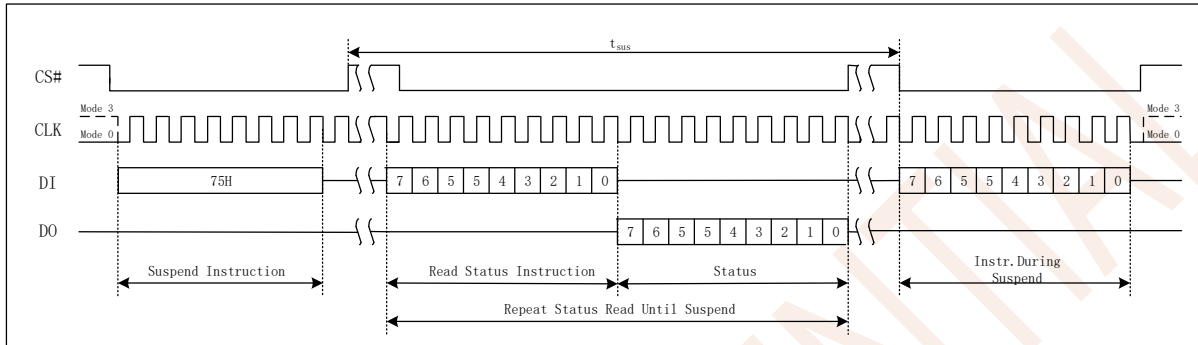 tsus
CS#
Mode 3
Mode 3
CLK
Mode 0
Mode 0
DI
75H
7 6 5 5 4 3 2 1 0
7 6 5 5 4 3 2 1 0
DO
7 6 5 5 4 3 2 1 0
Suspend Instruction
Read Status Instruction
Status
Instr.During
Suspend
Repeat Status Read Until Suspend